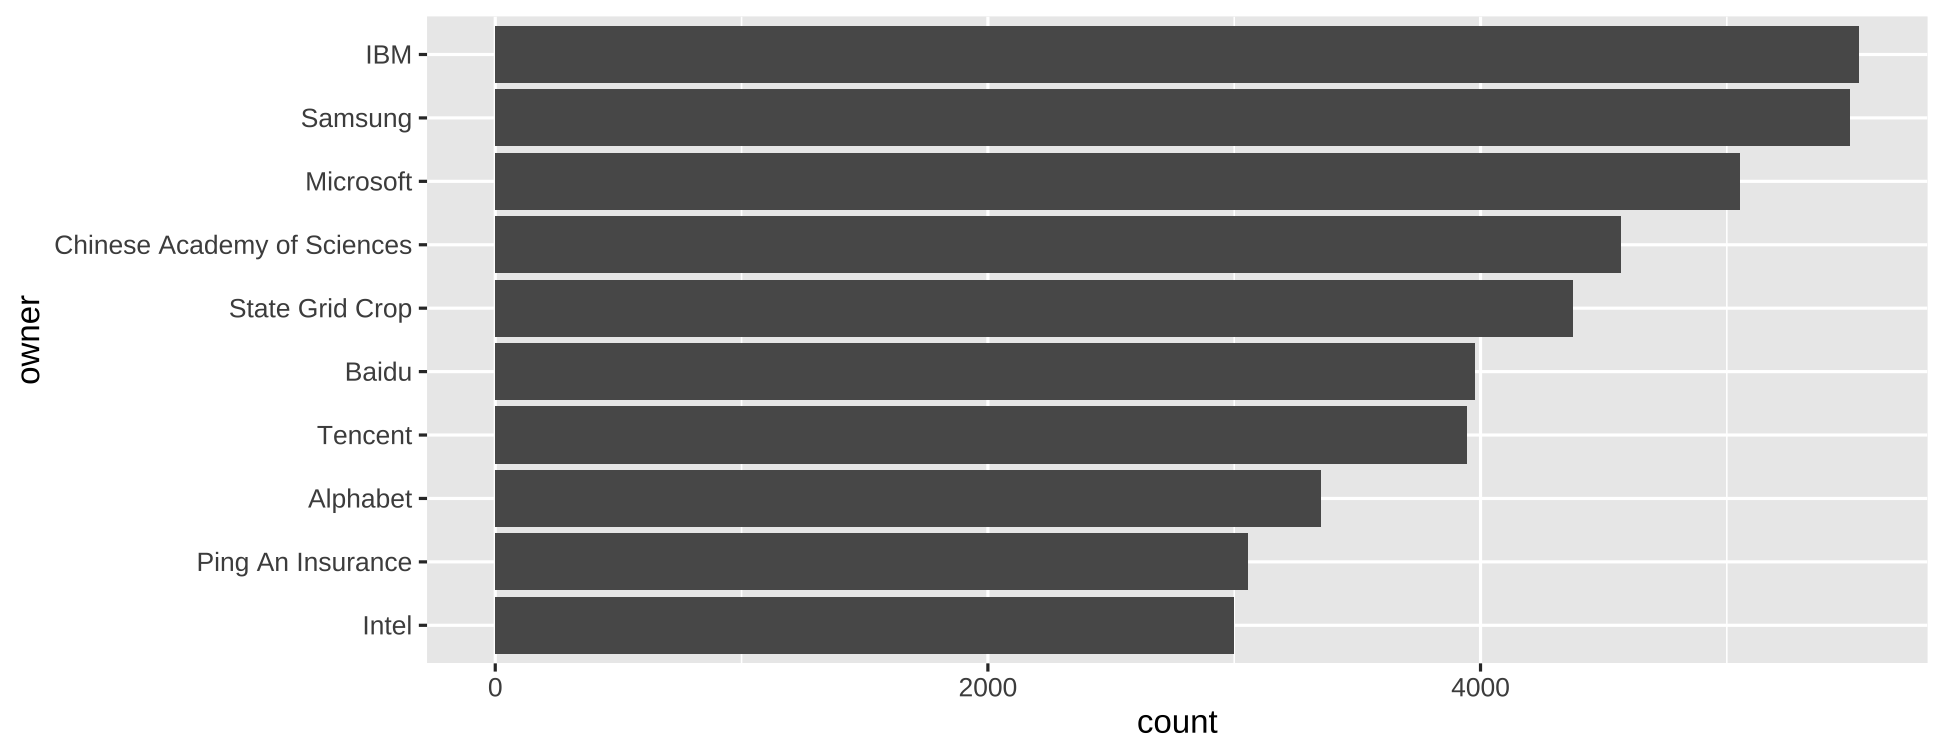 IBM
Samsung
Microsoft
Chinese Academy of Sciences
State Grid Crop
Baidu
Tencent
Alphabet
Ping An Insurance
Intel
owner
0 2000 4000
count